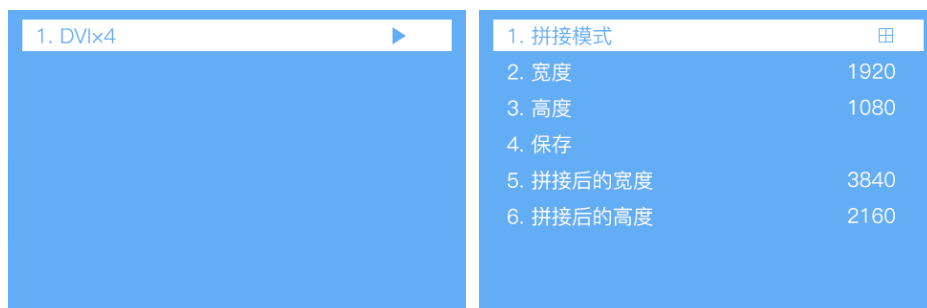 1. DVI×4
1. 拼接模式
2. 宽度 1920
3. 高度 1080
4. 保存
5. 拼接后的宽度 3840
6. 拼接后的高度 2160